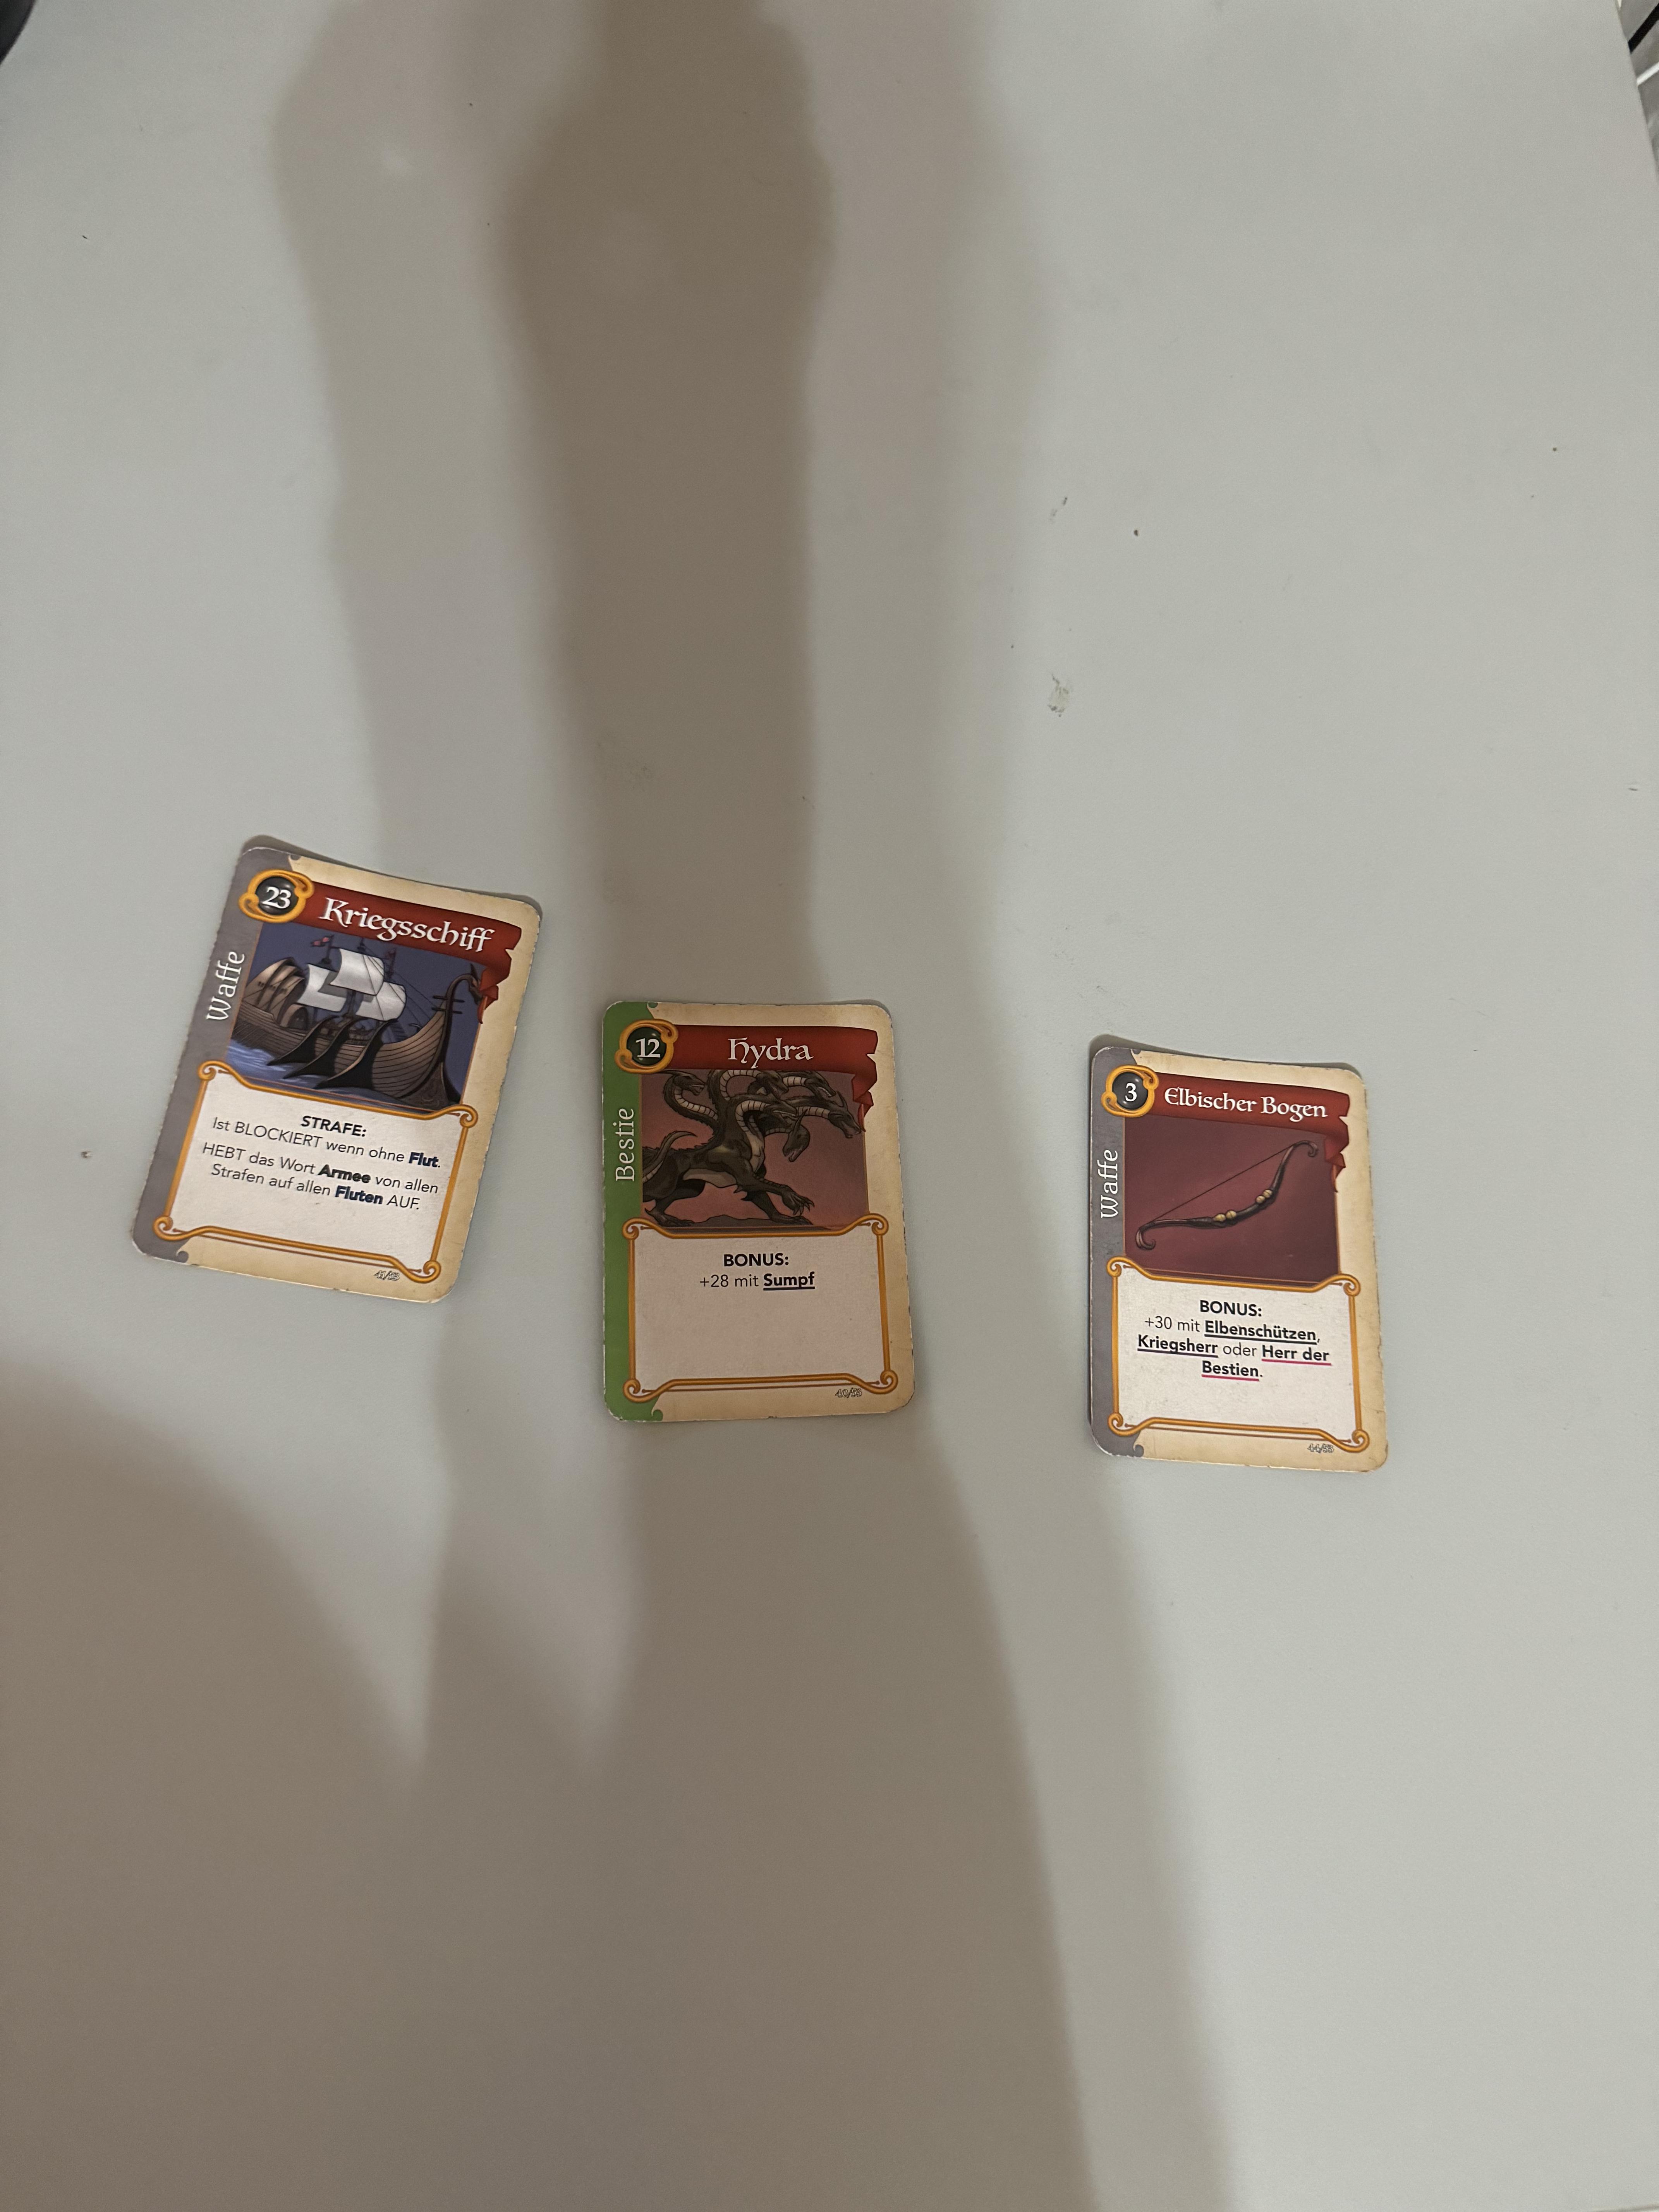 23
Kriegsschiff
Waffe
STRAFE:
Ist BLOCKIERT wenn ohne Flut.
HEBT das Wort Armee von allen
Strafen auf allen Fluten AUF.
12
Hydra
Bestie
BONUS:
+28 mit Sumpf
3
Elbischer Bogen
Waffe
BONUS:
+30 mit Elbenschützen,
Kriegsherr oder Herr der
Bestien.
44/53